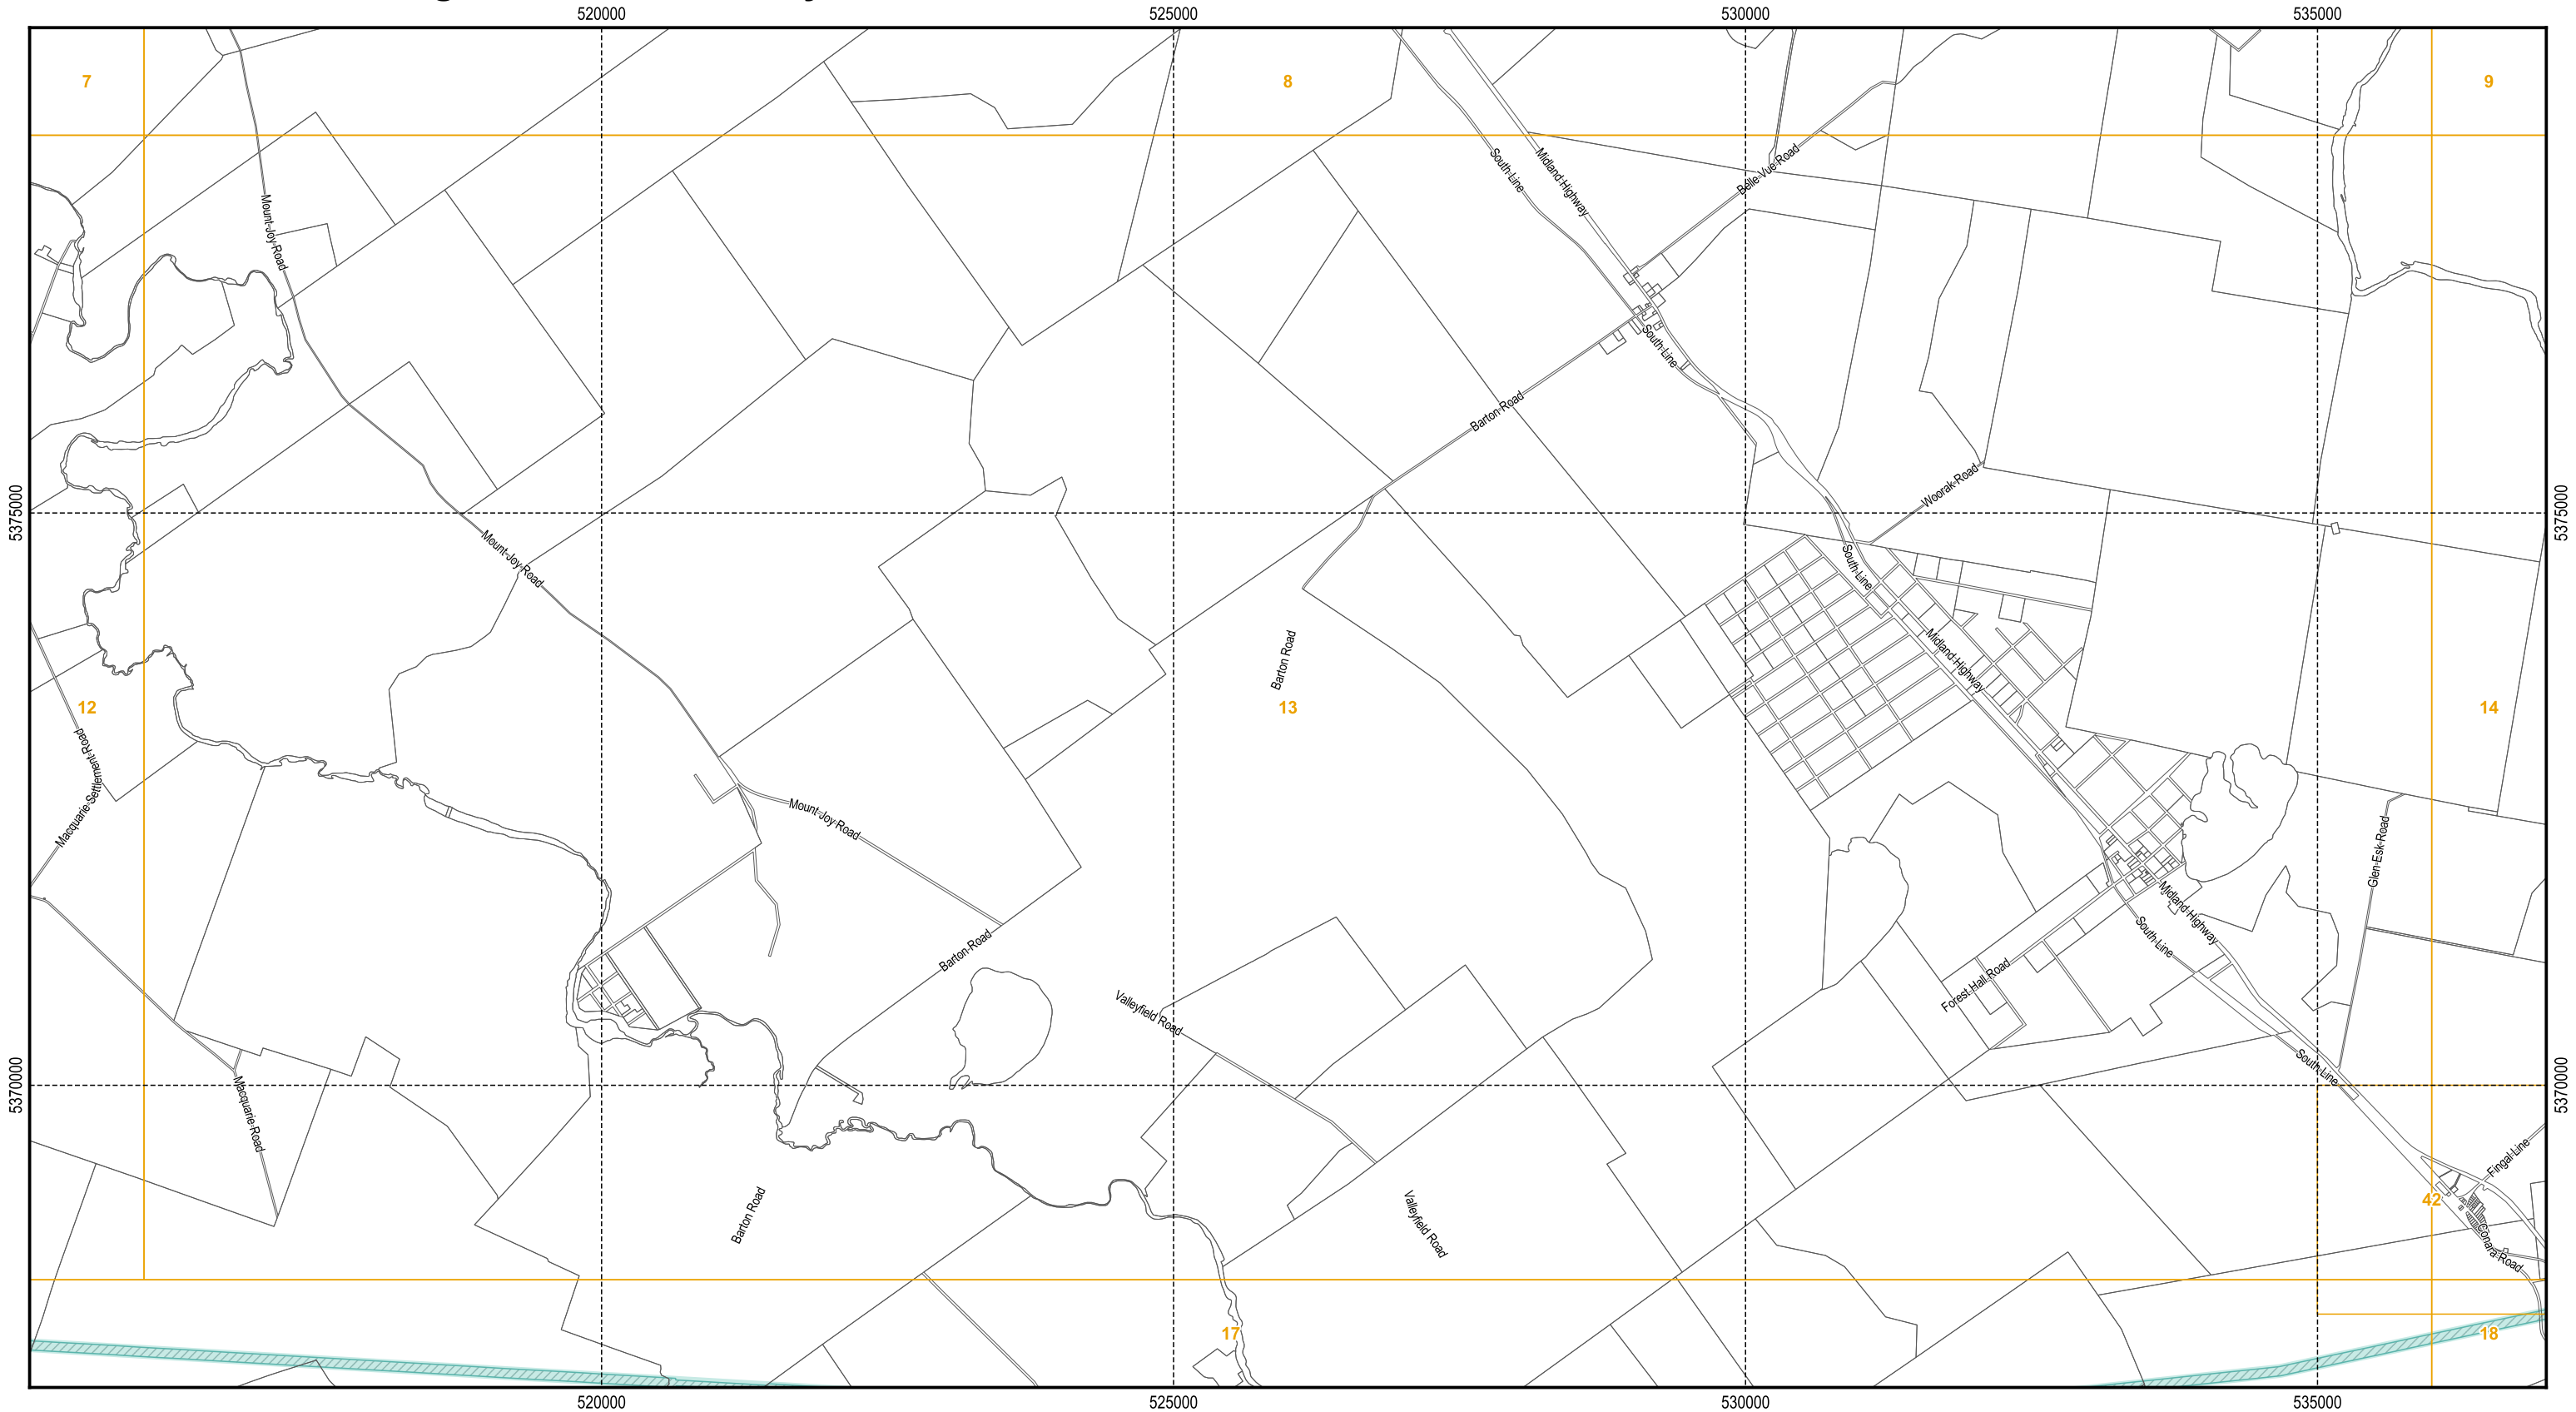 520000 525000 530000 535000
7 8 9
South Line
Midland Highway
Belle Vue Road
Mount Joy Road
South Line
Barton Road
Woorak Road
5375000 5375000
Mount Joy Road
South Line
Midland Highway
Barton Road
12 13 14
Macquarie Settlement Road
Mount Joy Road
Glen Esk Road
Midland Highway
South Line
Barton Road
Forest Hall Road
Valleyfield Road
South Line
5370000 5370000
Macquarie Road
Fingal Line
Barton Road
Valleyfield Road
42
Conara Road
17 18
520000 525000 530000 535000